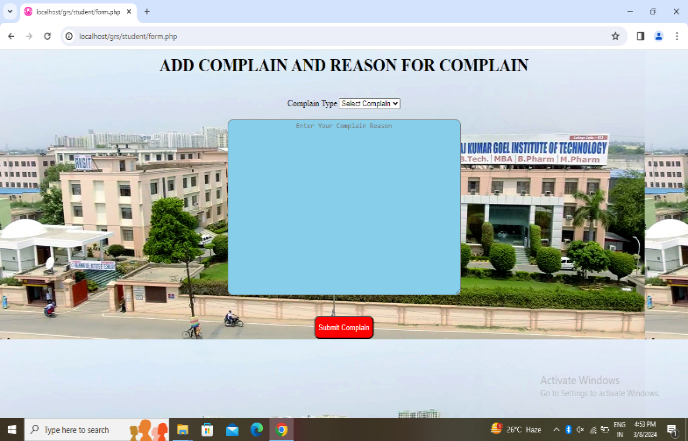 localhost/grs/student/form.php
localhost/grs/student/form.php
ADD COMPLAIN AND REASON FOR COMPLAIN
Complain Type Select Complain
Enter Your Complain Reason
RKGIT
KUMAR GOEL INSTITUTE OF TECHNOLOGY
B.Tech. | MBA | B.Pharm | M.Pharm
Submit Complain
Activate Windows
Go to Settings to activate Windows.
Type here to search
26°C Haze
ENG
IN
4:53 PM
3/8/2024